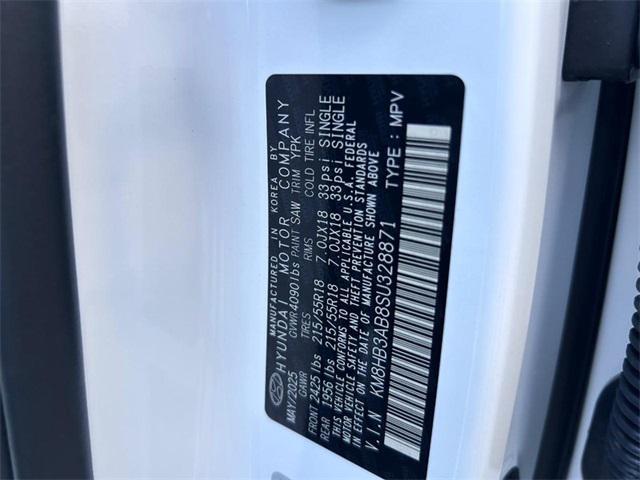 MANUFACTURED IN KOREA BY
HYUNDAI MOTOR COMPANY
MAY/2025 GVWR 4090lbs PAINT SAW TRIM YPK
GAWR TIRES RIMS COLD TIRE INFL
FRONT 2425 lbs 215/55R18 7.0JX18 33psi SINGLE
REAR 1956 lbs 215/55R18 7.0JX18 33psi SINGLE
THIS VEHICLE CONFORMS TO ALL APPLICABLE U.S.A. FEDERAL
MOTOR VEHICLE SAFETY AND THEFT PREVENTION STANDARDS
IN EFFECT ON THE DATE OF MANUFACTURE SHOWN ABOVE
V.I.N KM8HB3AB8SU328871 TYPE: MPV